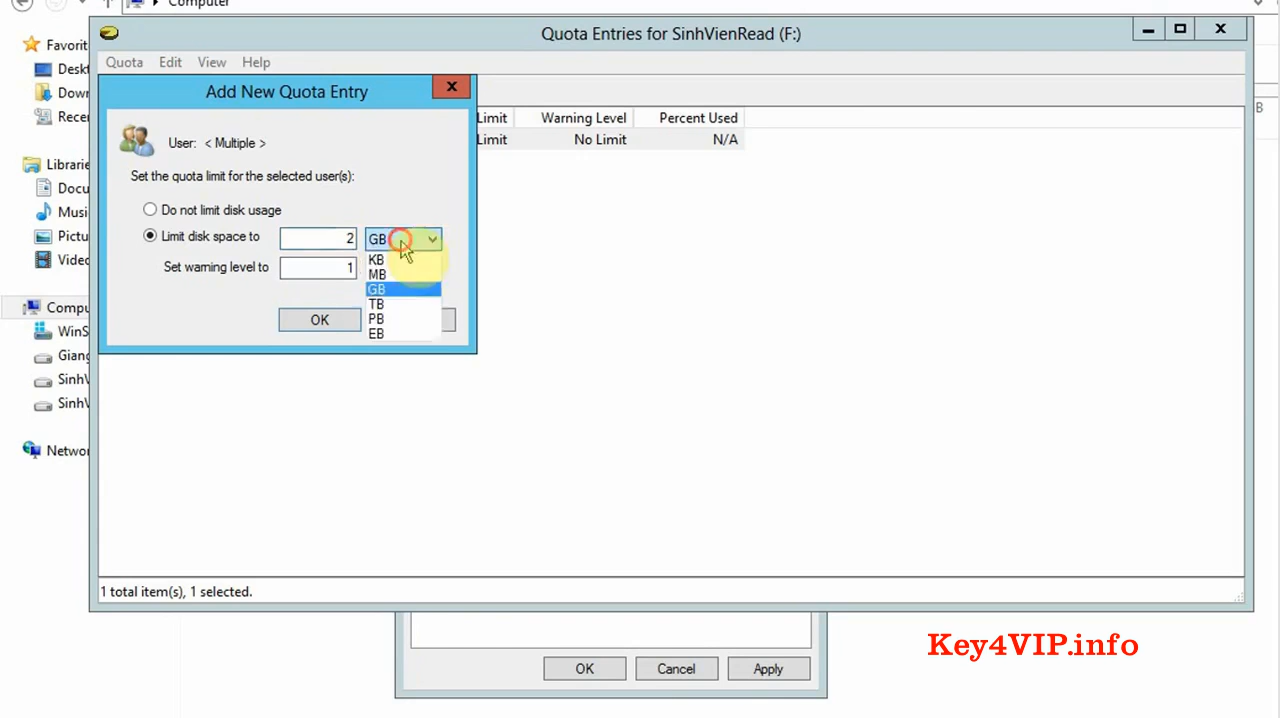 Computer
Quota Entries for SinhVienRead (F:)
Quota Edit View Help
Add New Quota Entry
Limit Warning Level Percent Used
Limit No Limit N/A
User: < Multiple >
Set the quota limit for the selected user(s):
Do not limit disk usage
Limit disk space to 2 GB
Set warning level to 1
KB
MB
GB
TB
PB
EB
OK
Favorit
Deskt
Down
Rece
Librarie
Docu
Musi
Pictu
Video
Compu
WinS
Giang
SinhV
SinhV
Networ
B
1 total item(s), 1 selected.
OK Cancel Apply
Key4VIP.info